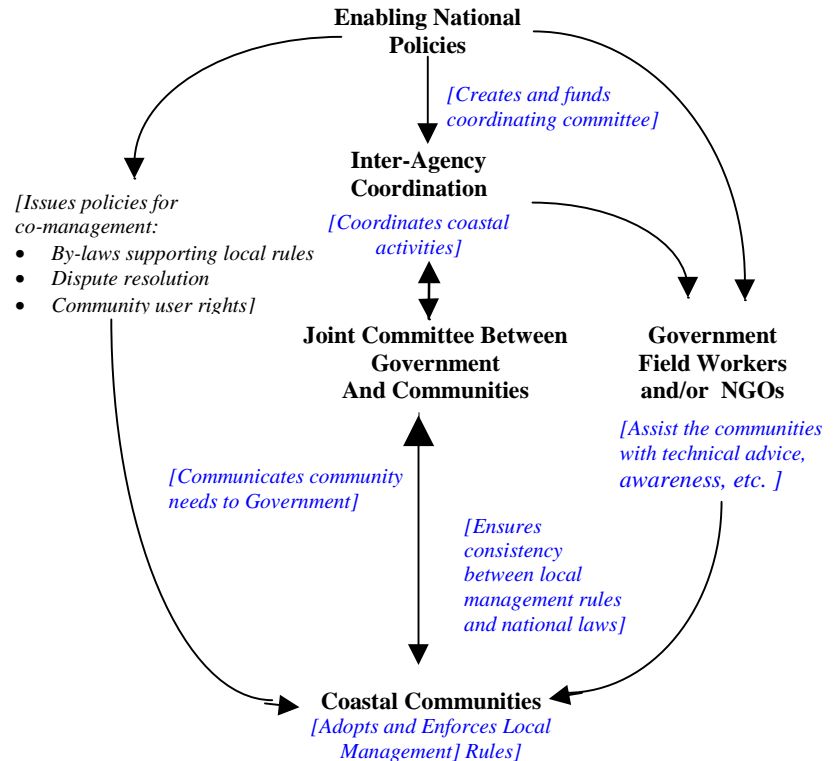 Enabling National
Policies
[Creates and funds
coordinating committee]
Inter-Agency
Coordination
[Coordinates coastal
activities]
[Issues policies for
co-management:
• By-laws supporting local rules
• Dispute resolution
• Community user rights]
Joint Committee Between
Government
And Communities
Government
Field Workers
and/or NGOs
[Assist the communities
with technical advice,
awareness, etc. ]
[Communicates community
needs to Government]
[Ensures
consistency
between local
management rules
and national laws]
Coastal Communities
[Adopts and Enforces Local
Management] Rules]